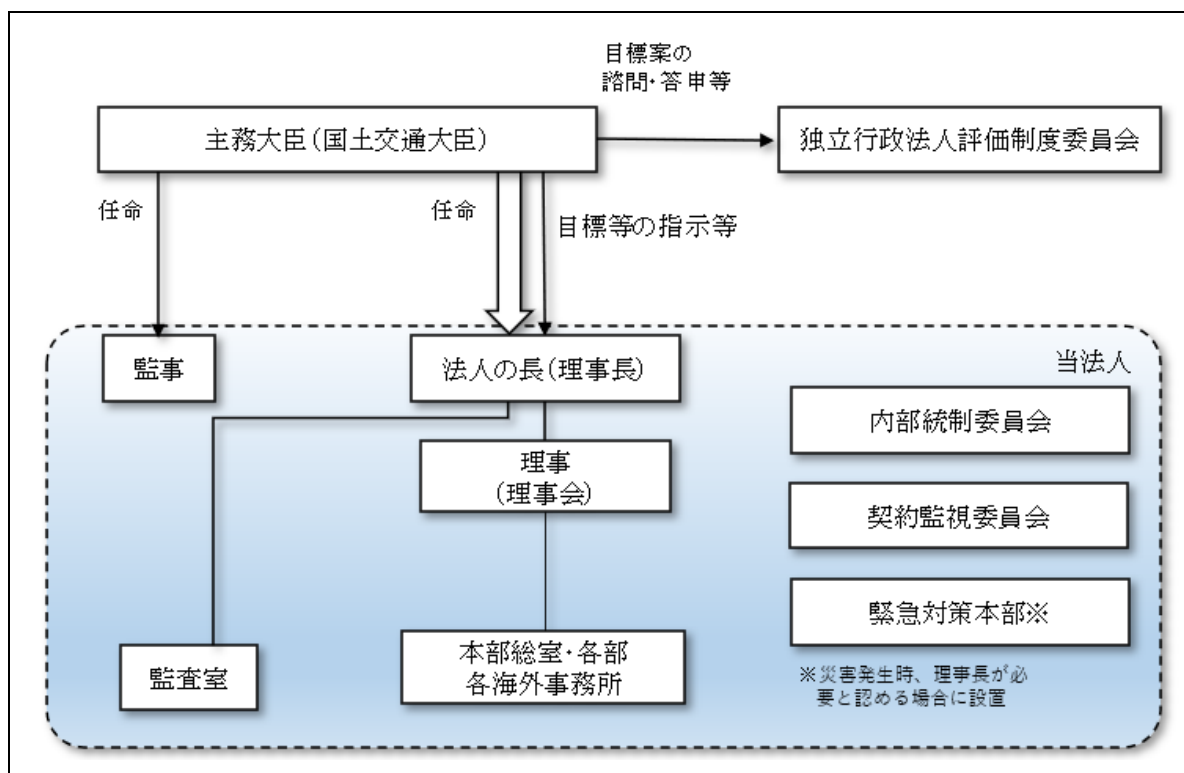 目標案の
諮問・答申等
主務大臣（国土交通大臣）
独立行政法人評価制度委員会
任命
任命
目標等の指示等
当法人
監事
法人の長（理事長）
内部統制委員会
理事
（理事会）
契約監視委員会
緊急対策本部※
監査室
本部総室・各部
各海外事務所
※災害発生時、理事長が必
要と認める場合に設置